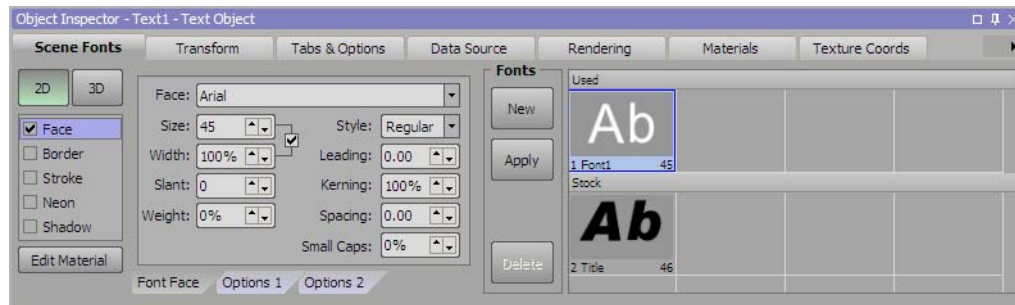 Object Inspector - Text1 - Text Object
Scene Fonts Transform Tabs & Options Data Source Rendering Materials Texture Coords
2D 3D
Face
Border
Stroke
Neon
Shadow
Edit Material
Face: Arial
Size: 45 Style: Regular
Width: 100% Leading: 0.00
Slant: 0 Kerning: 100%
Weight: 0% Spacing: 0.00
Small Caps: 0%
Font Face Options 1 Options 2
Fonts
New
Apply
Delete
Used
Ab
1 Font1 45
Stock
Ab
2 Title 46